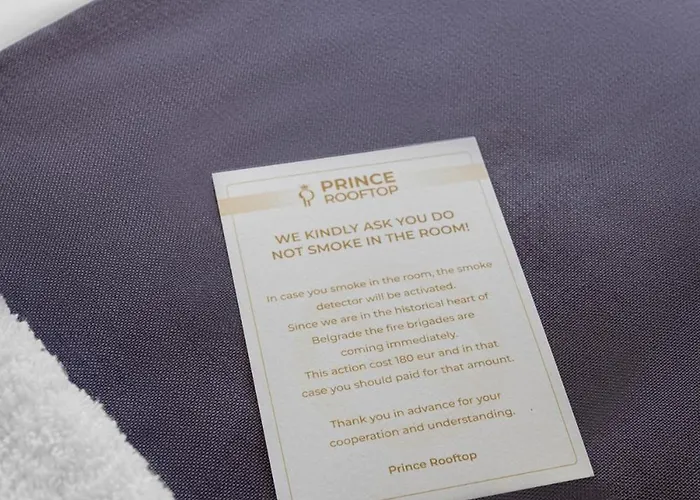 PRINCE
ROOFTOP
WE KINDLY ASK YOU DO
NOT SMOKE IN THE ROOM!
In case you smoke in the room, the smoke
detector will be activated.
Since we are in the historical heart of
Belgrade the fire brigades are
coming immediately.
This action cost 180 eur and in that
case you should paid for that amount.
Thank you in advance for your
cooperation and understanding.
Prince Rooftop